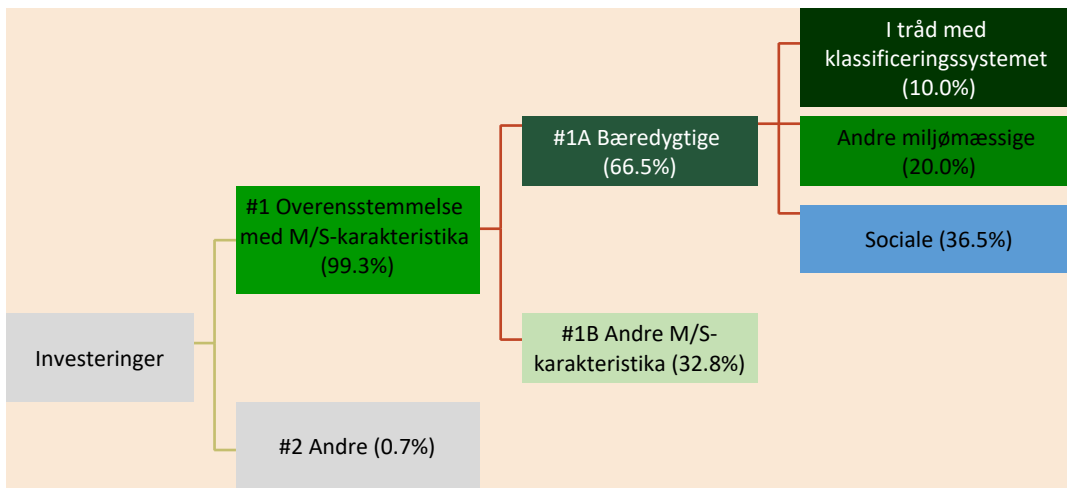 Investeringer
#1 Overensstemmelse
med M/S-karakteristika
(99.3%)
#2 Andre (0.7%)
#1A Bæredygtige
(66.5%)
#1B Andre M/S-
karakteristika (32.8%)
I tråd med
klassificeringssystemet
(10.0%)
Andre miljømæssige
(20.0%)
Sociale (36.5%)